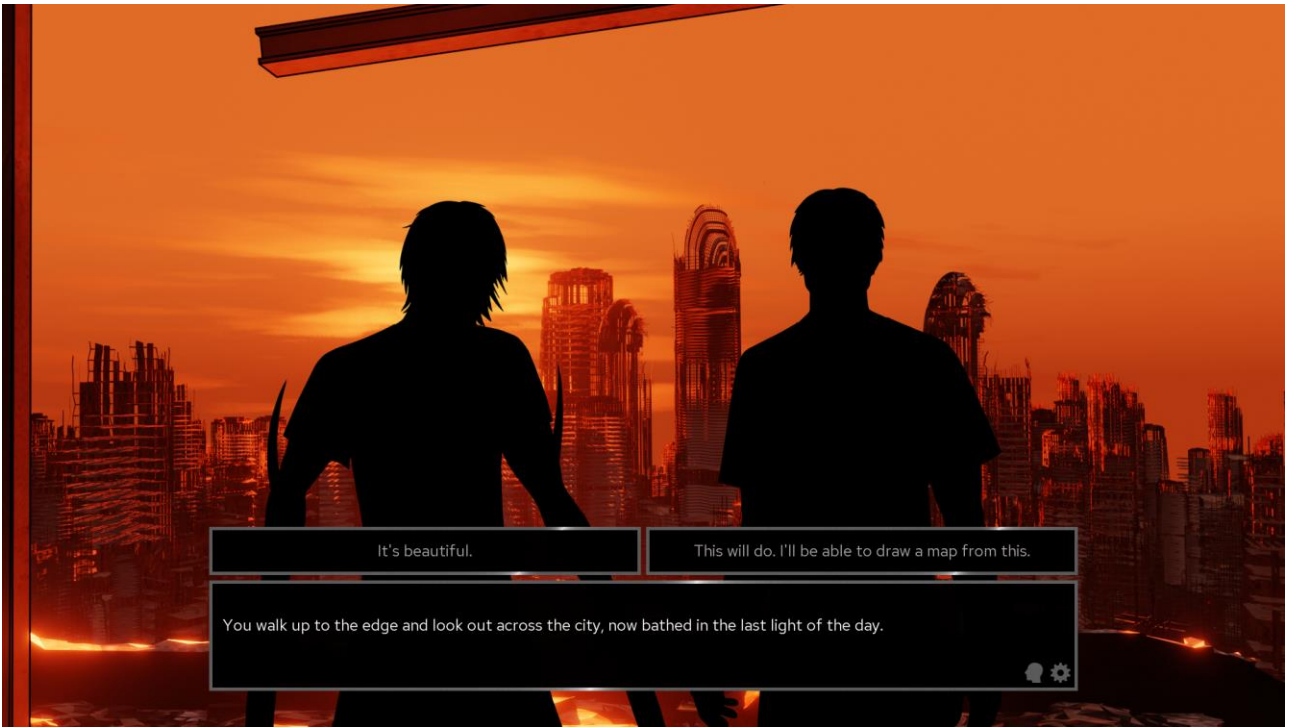 It's beautiful.
This will do. I'll be able to draw a map from this.
You walk up to the edge and look out across the city, now bathed in the last light of the day.